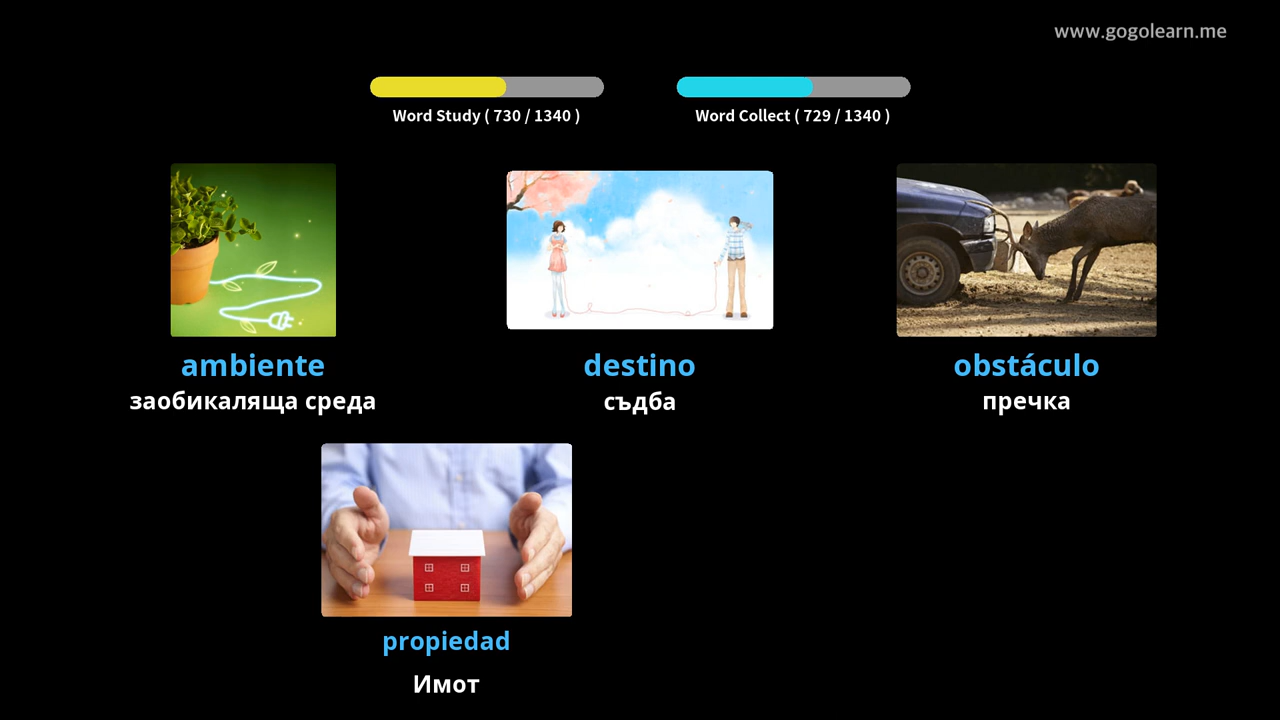 www.gogolearn.me
Word Study ( 730 / 1340 )
Word Collect ( 729 / 1340 )
ambiente
заобикаляща среда
destino
съдба
obstáculo
пречка
propiedad
Имот